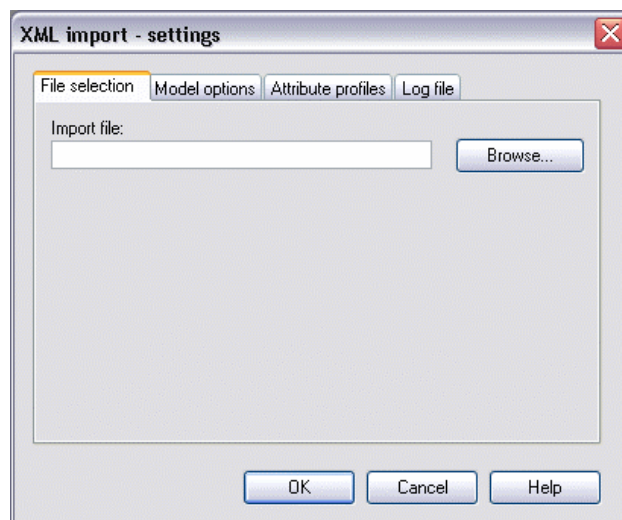 XML import - settings
File selection
Model options
Attribute profiles
Log file
Import file:
Browse...
OK
Cancel
Help